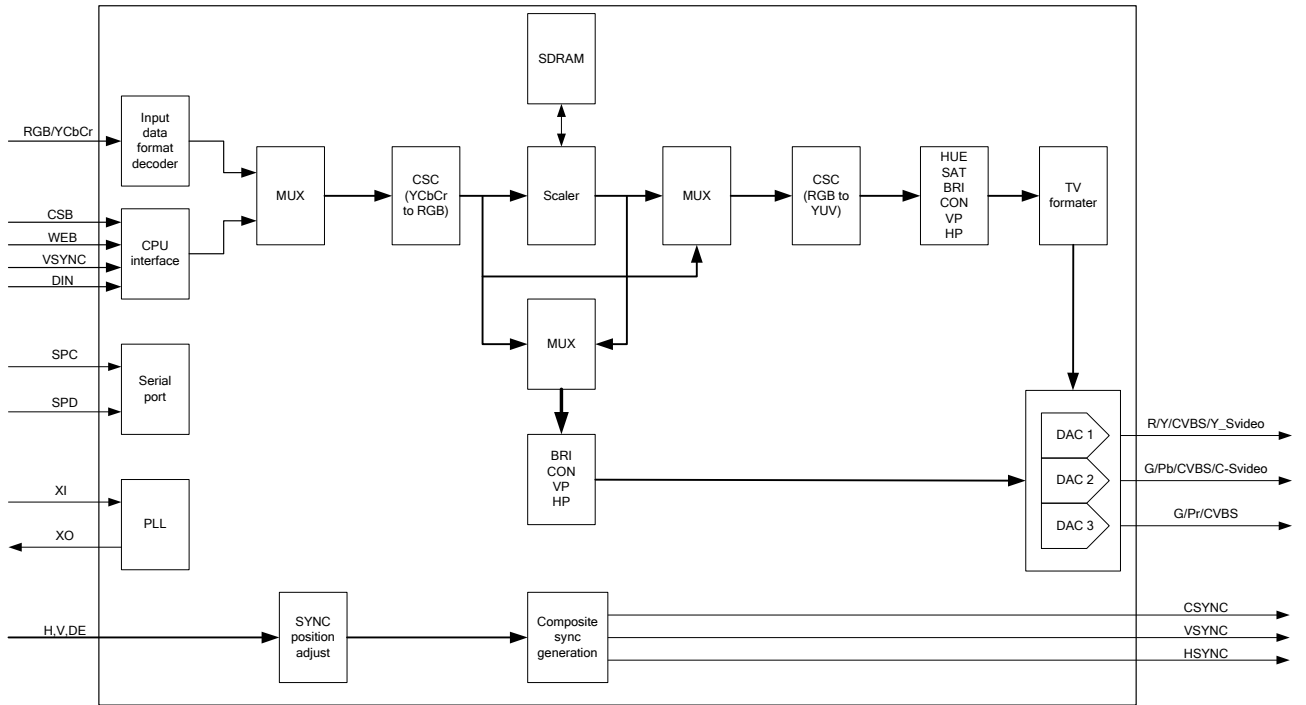 SDRAM
RGB/YCbCr
Input
data
format
decoder
MUX
CSC
(YCbCr
to RGB)
Scaler
MUX
CSC
(RGB to
YUV)
HUE
SAT
BRI
CON
VP
HP
TV
formater
CSB
WEB
VSYNC
DIN
CPU
interface
MUX
SPC
SPD
Serial
port
BRI
CON
VP
HP
DAC 1
DAC 2
DAC 3
R/Y/CVBS/Y_Svideo
G/Pb/CVBS/C-Svideo
G/Pr/CVBS
XI
XO
PLL
H,V,DE
SYNC
position
adjust
Composite
sync
generation
CSYNC
VSYNC
HSYNC